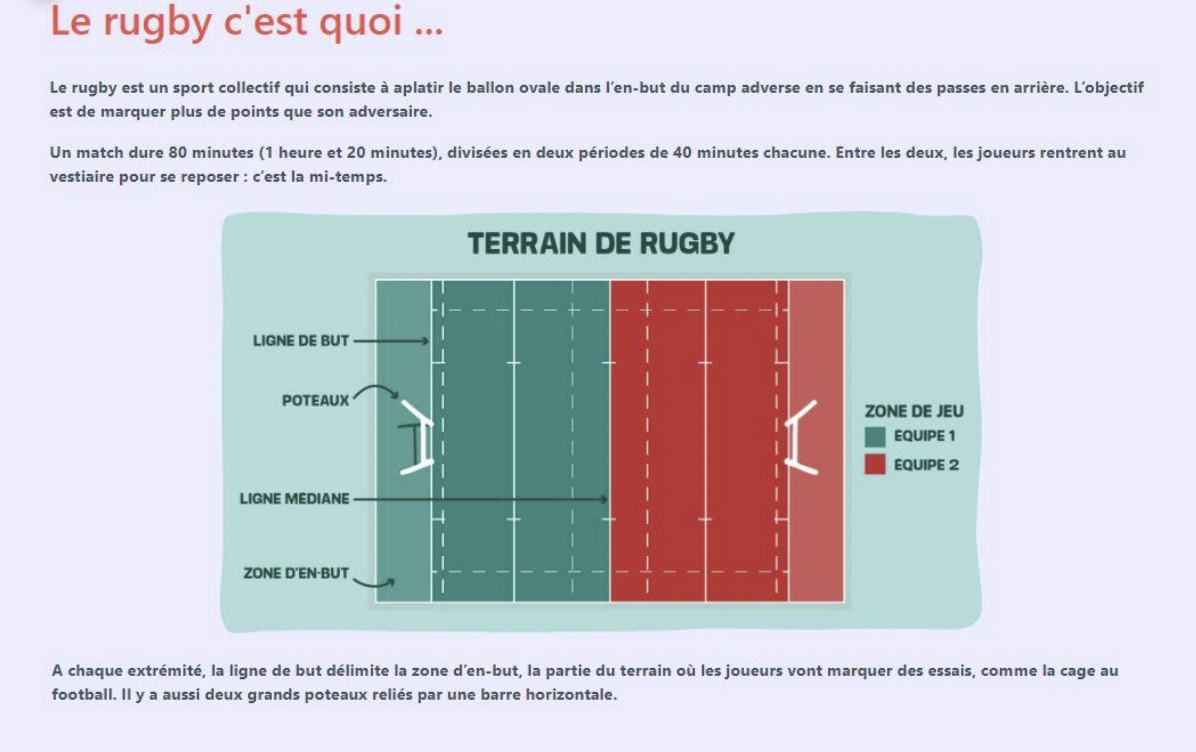 Le rugby c'est quoi ...
Le rugby est un sport collectif qui consiste à aplatir le ballon ovale dans l'en-but du camp adverse en se faisant des passes en arrière. L'objectif
est de marquer plus de points que son adversaire.
Un match dure 80 minutes (1 heure et 20 minutes), divisées en deux périodes de 40 minutes chacune. Entre les deux, les joueurs rentrent au
vestiaire pour se reposer : c'est la mi-temps.
TERRAIN DE RUGBY
LIGNE DE BUT
POTEAUX
LIGNE MÉDIANE
ZONE D'EN-BUT
ZONE DE JEU
ÉQUIPE 1
ÉQUIPE 2
A chaque extrémité, la ligne de but délimite la zone d'en-but, la partie du terrain où les joueurs vont marquer des essais, comme la cage au
football. Il y a aussi deux grands poteaux reliés par une barre horizontale.